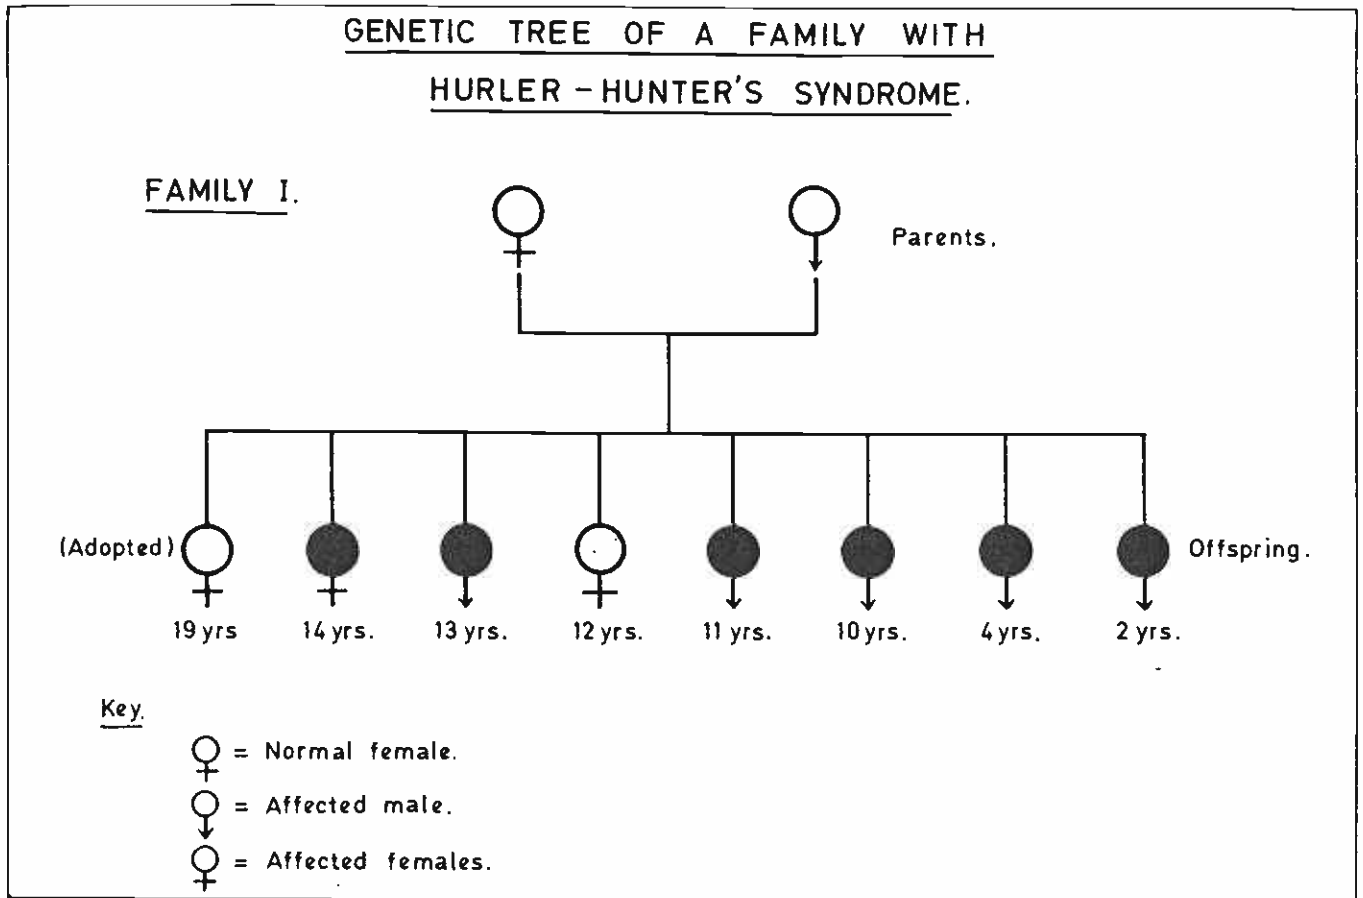 GENETIC TREE OF A FAMILY WITH
HURLER - HUNTER'S SYNDROME.
FAMILY I.
Parents.
(Adopted)
Offspring.
19 yrs 14 yrs. 13 yrs. 12 yrs. 11 yrs. 10 yrs. 4 yrs. 2 yrs.
Key.
= Normal female.
= Affected male.
= Affected females.